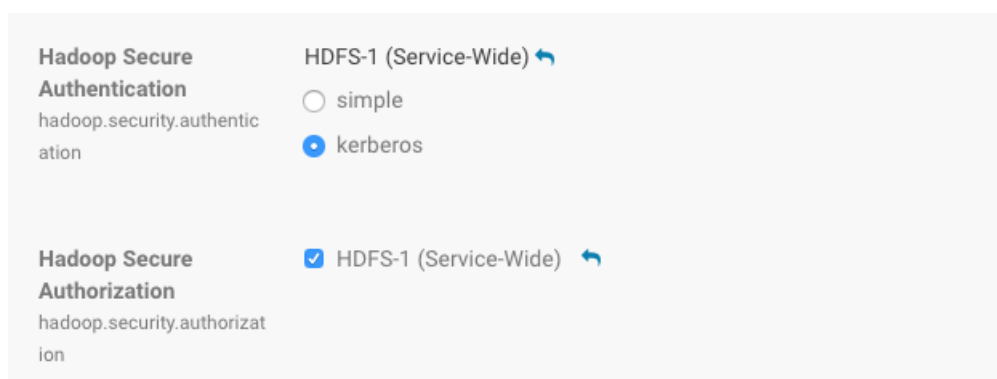 Hadoop Secure
Authentication
hadoop.security.authentic
ation
HDFS-1 (Service-Wide)
simple
kerberos
Hadoop Secure
Authorization
hadoop.security.authorizat
ion
HDFS-1 (Service-Wide)